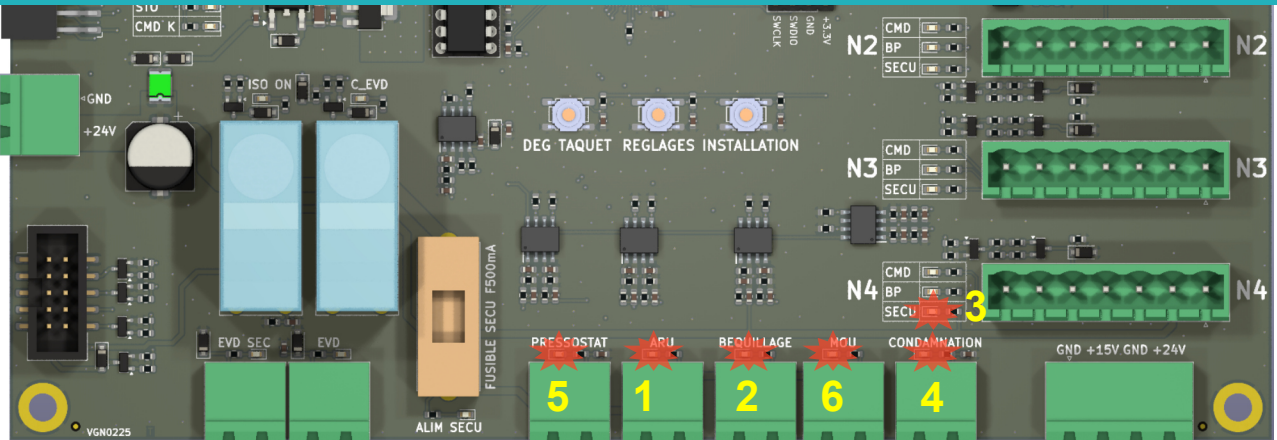 STO
CMD K
SWCLK
SWDIO
GND
+3.3V
N2
CMD
BP
SECU
N2
GND
+24V
ISO ON
C_EVD
DEG TAQUET REGLAGES INSTALLATION
N3
CMD
BP
SECU
N3
FUSIBLE SECU F500mA
N4
CMD
BP
SECU
3
N4
EVD SEC
EVD
PRESSOSTAT
ARU
BEQUILLAGE
MOU
CONDAMNATION
GND +15V GND +24V
5
1
2
6
4
ALIM SECU
VGN0225